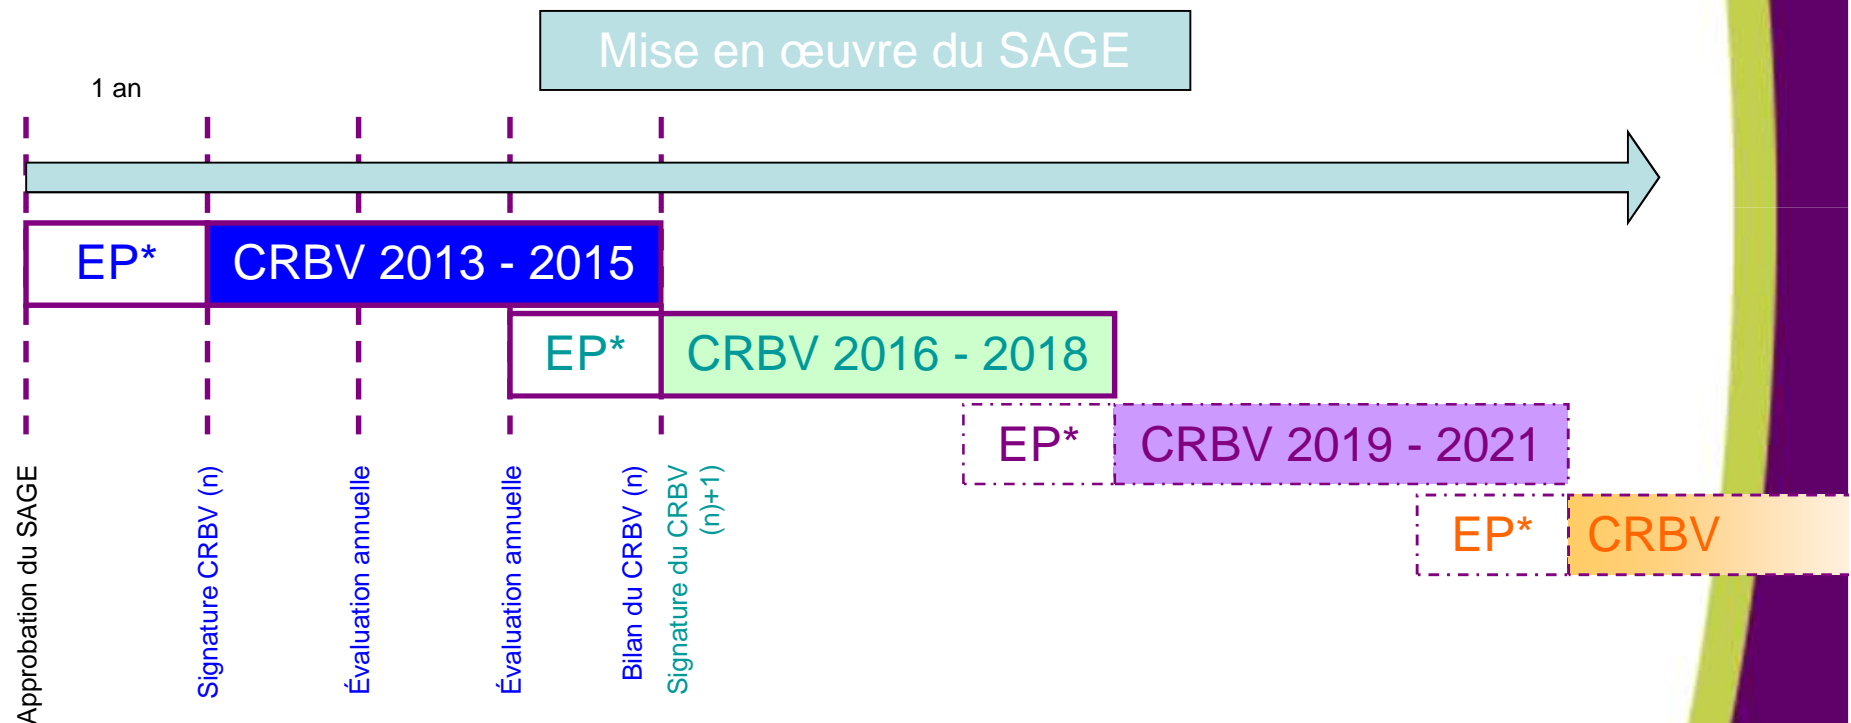 Mise en œuvre du SAGE
1 an
EP*
CRBV 2013 - 2015
EP*
CRBV 2016 - 2018
EP*
CRBV 2019 - 2021
EP*
CRBV
Approbation du SAGE
Signature CRBV (n)
Évaluation annuelle
Évaluation annuelle
Bilan du CRBV (n)
Signature du CRBV
(n)+1)